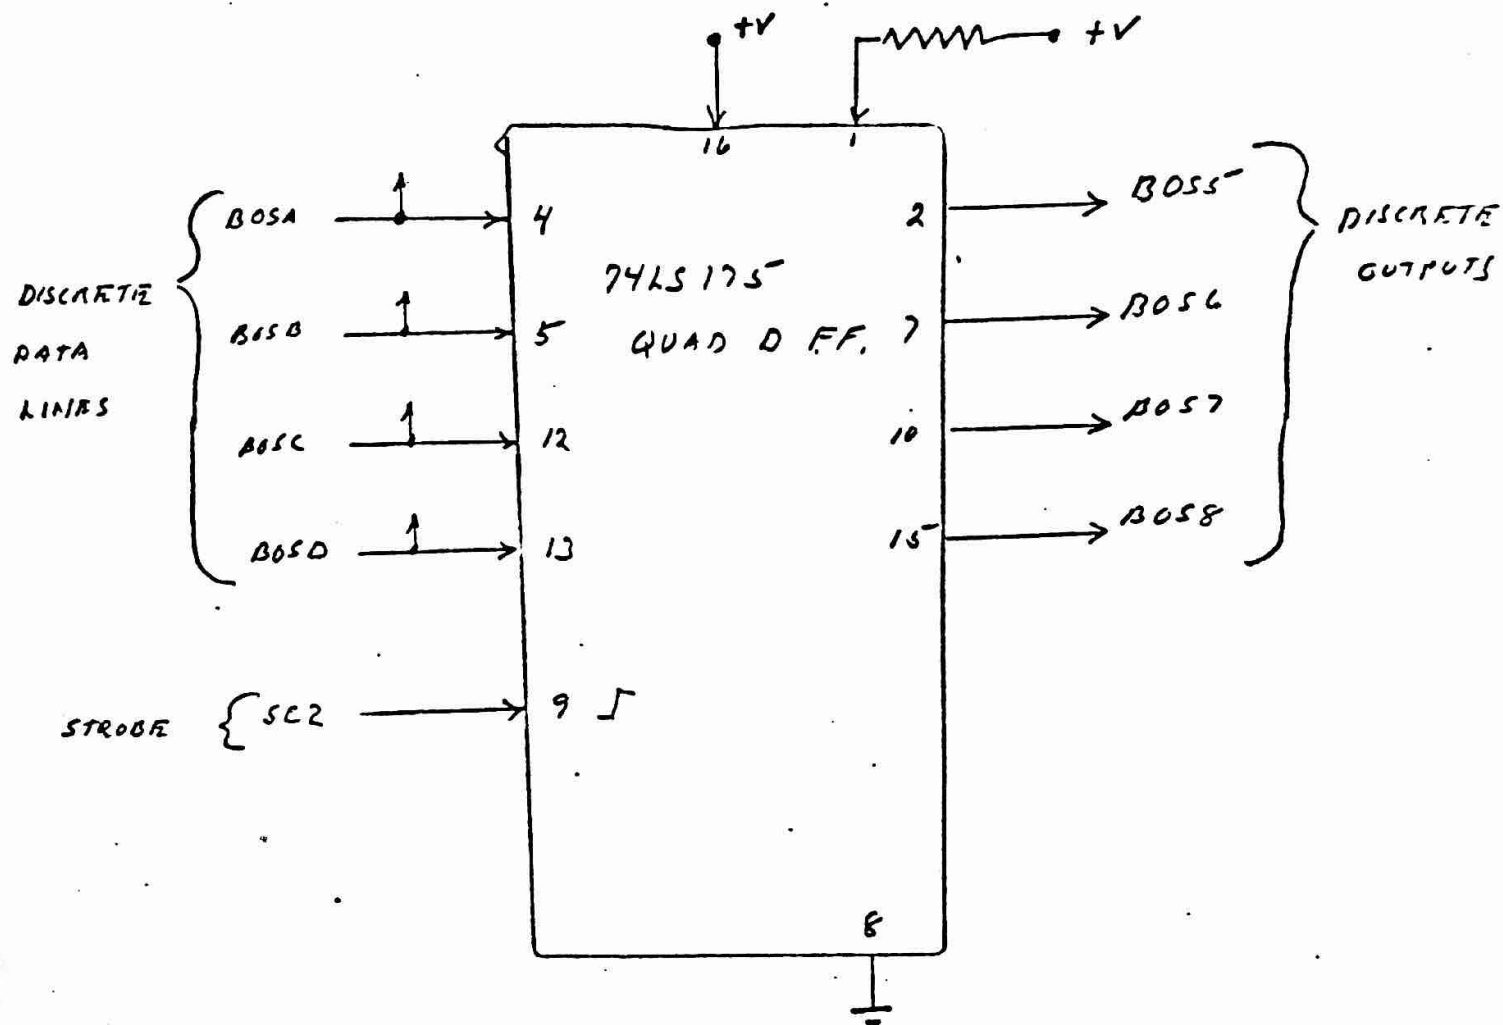 +V
+V
16
1
DISCRETE
DATA
LINES
BOSA
4
BOSB
5
BOSC
12
BOSD
13
STROBE
SC2
9
74LS175
QUAD D F.F.
2
BOS5
7
BOS6
10
BOS7
15
BOS8
DISCRETE
OUTPUTS
8